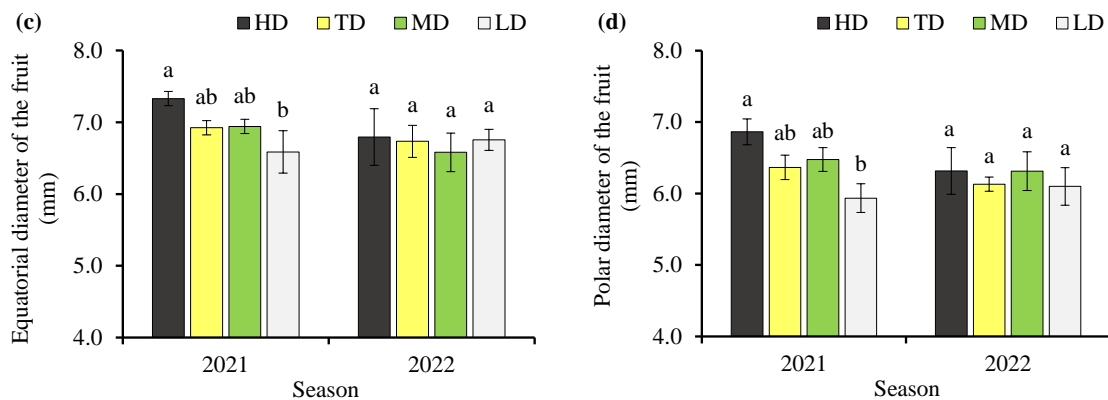 (c) HD TD MD LD
8.0
7.0
6.0
5.0
4.0
a ab ab b a a a a
2021 2022
Season
Equatorial diameter of the fruit
(mm)
(d) HD TD MD LD
8.0
7.0
6.0
5.0
4.0
a ab ab b a a a a
2021 2022
Season
Polar diameter of the fruit
(mm)